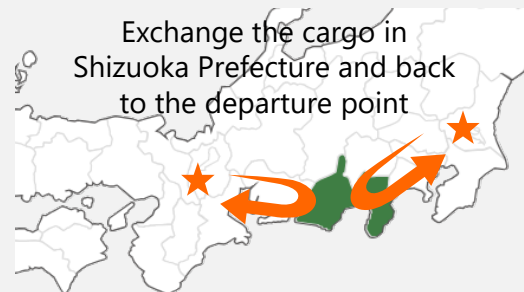 Exchange the cargo in
Shizuoka Prefecture and back
to the departure point